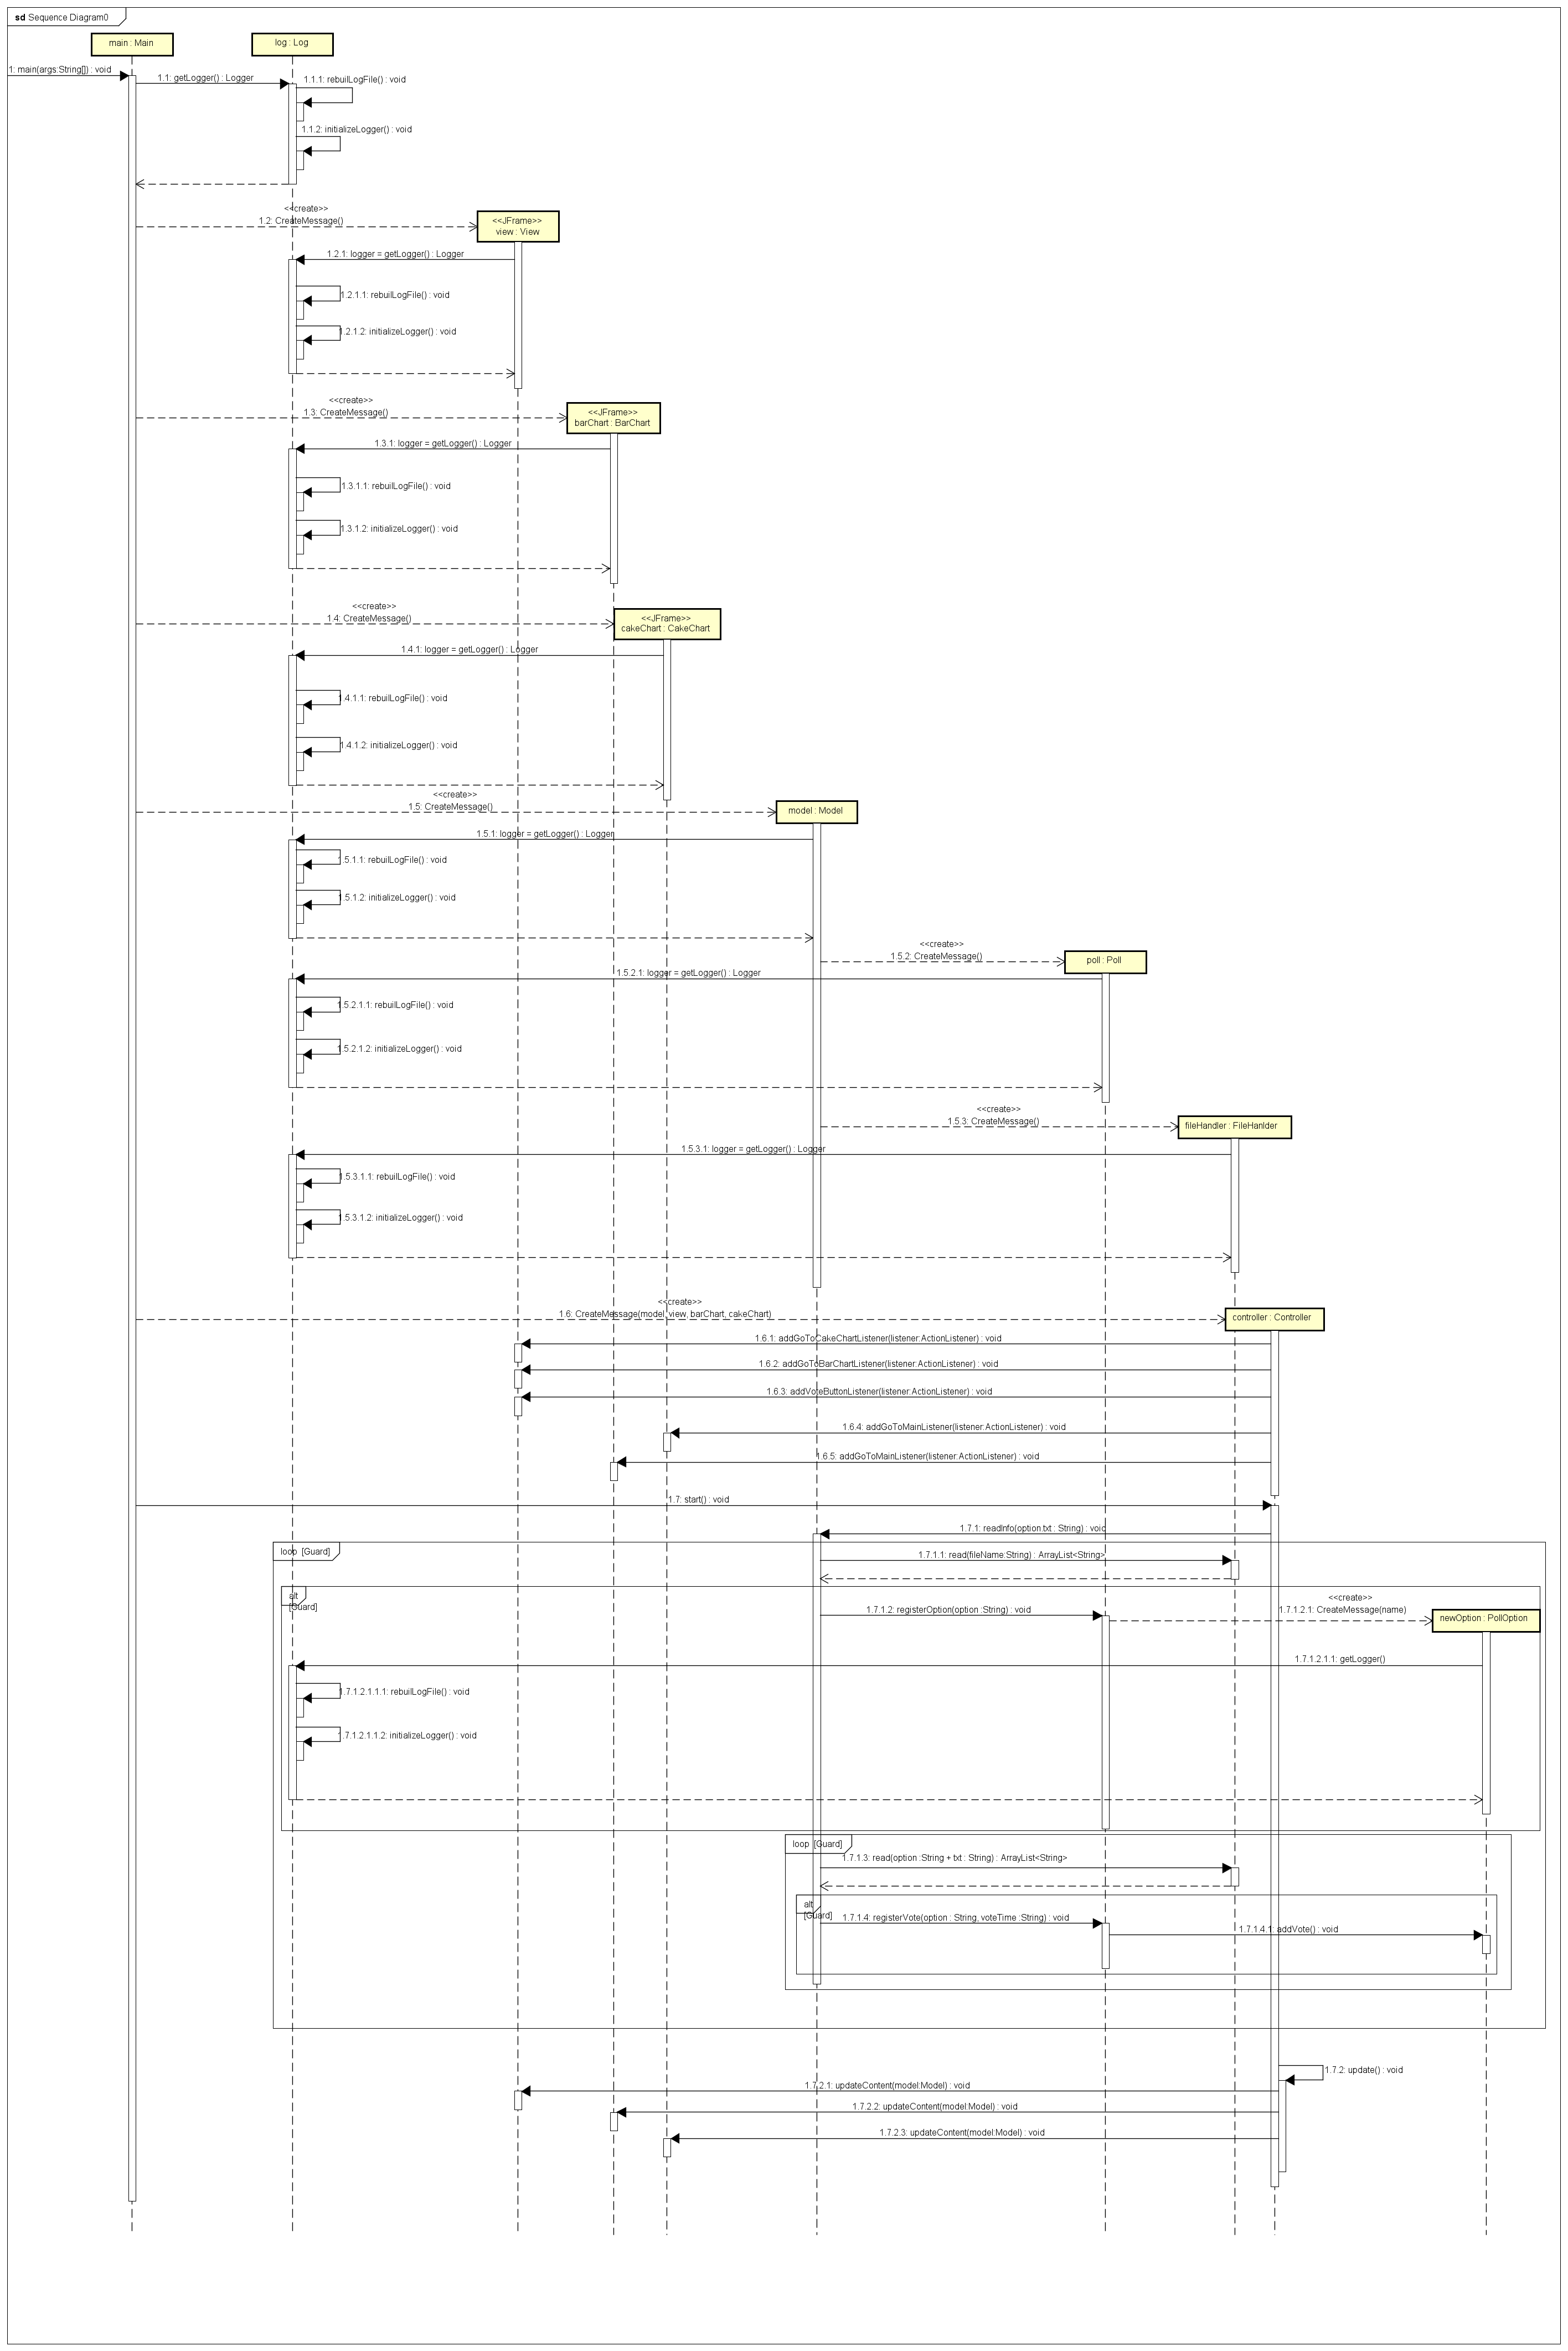 sd Sequence Diagram0
main : Main
log : Log
1: main(args:String[]) : void
1.1: getLogger() : Logger
1.1.1: rebuilLogFile() : void
1.1.2: initializeLogger() : void
<<create>>
1.2: CreateMessage()
<<JFrame>>
view : View
1.2.1: logger = getLogger() : Logger
1.2.1.1: rebuilLogFile() : void
1.2.1.2: initializeLogger() : void
<<create>>
1.3: CreateMessage()
<<JFrame>>
barChart : BarChart
1.3.1: logger = getLogger() : Logger
1.3.1.1: rebuilLogFile() : void
1.3.1.2: initializeLogger() : void
<<create>>
1.4: CreateMessage()
<<JFrame>>
cakeChart : CakeChart
1.4.1: logger = getLogger() : Logger
1.4.1.1: rebuilLogFile() : void
1.4.1.2: initializeLogger() : void
<<create>>
1.5: CreateMessage()
model : Model
1.5.1: logger = getLogger() : Logger
1.5.1.1: rebuilLogFile() : void
1.5.1.2: initializeLogger() : void
<<create>>
1.5.2: CreateMessage()
poll : Poll
1.5.2.1: logger = getLogger() : Logger
1.5.2.1.1: rebuilLogFile() : void
1.5.2.1.2: initializeLogger() : void
<<create>>
1.5.3: CreateMessage()
fileHandler : FileHanlder
1.5.3.1: logger = getLogger() : Logger
1.5.3.1.1: rebuilLogFile() : void
1.5.3.1.2: initializeLogger() : void
<<create>>
1.6: CreateMessage(model, view, barChart, cakeChart)
controller : Controller
1.6.1: addGoToCakeChartListener(listener:ActionListener) : void
1.6.2: addGoToBarChartListener(listener:ActionListener) : void
1.6.3: addVoteButtonListener(listener:ActionListener) : void
1.6.4: addGoToMainListener(listener:ActionListener) : void
1.6.5: addGoToMainListener(listener:ActionListener) : void
1.7: start() : void
1.7.1: readInfo(option.txt : String) : void
loop [Guard]
1.7.1.1: read(fileName:String) : ArrayList<String>
alt
[Guard]
1.7.1.2: registerOption(option :String) : void
<<create>>
1.7.1.2.1: CreateMessage(name)
newOption : PollOption
1.7.1.2.1.1: getLogger()
1.7.1.2.1.1.1: rebuilLogFile() : void
1.7.1.2.1.1.2: initializeLogger() : void
loop [Guard]
1.7.1.3: read(option :String + txt : String) : ArrayList<String>
alt
[Guard]
1.7.1.4: registerVote(option : String, voteTime :String) : void
1.7.1.4.1: addVote() : void
1.7.2: update() : void
1.7.2.1: updateContent(model:Model) : void
1.7.2.2: updateContent(model:Model) : void
1.7.2.3: updateContent(model:Model) : void